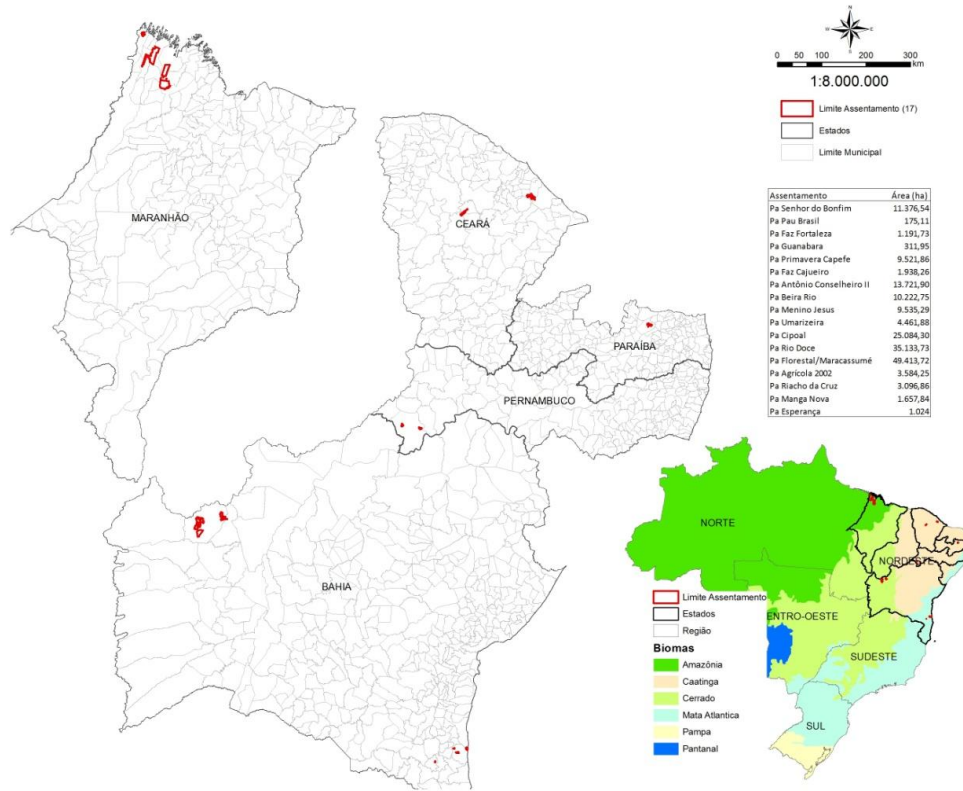 N
W
E
S
0 50 100 200 300
km
1:8.000.000
Limite Assentamento (17)
Estados
Limite Municipal
MARANHÃO
CEARÁ
PARAÍBA
PERNAMBUCO
BAHIA
Assentamento Área (ha)
Pa Senhor do Bonfim 11.376,54
Pa Pau Brasil 175,11
Pa Faz Fortaleza 1.191,73
Pa Guanabara 311,95
Pa Primavera Capefe 9.521,86
Pa Faz Cajueiro 1.938,26
Pa Antônio Conselheiro II 13.721,90
Pa Beira Rio 10.222,75
Pa Menino Jesus 9.535,29
Pa Umarizeira 4.461,88
Pa Cipoal 25.084,30
Pa Rio Doce 35.133,73
Pa Florestal/Maracassumé 49.413,72
Pa Agrícola 2002 3.584,25
Pa Riacho da Cruz 3.096,86
Pa Manga Nova 1.657,84
Pa Esperança 1.024
NORTE
NORDESTE
ENTRO-OESTE
SUDESTE
SUL
Limite Assentamento
Estados
Região
Biomas
Amazônia
Caatinga
Cerrado
Mata Atlantica
Pampa
Pantanal